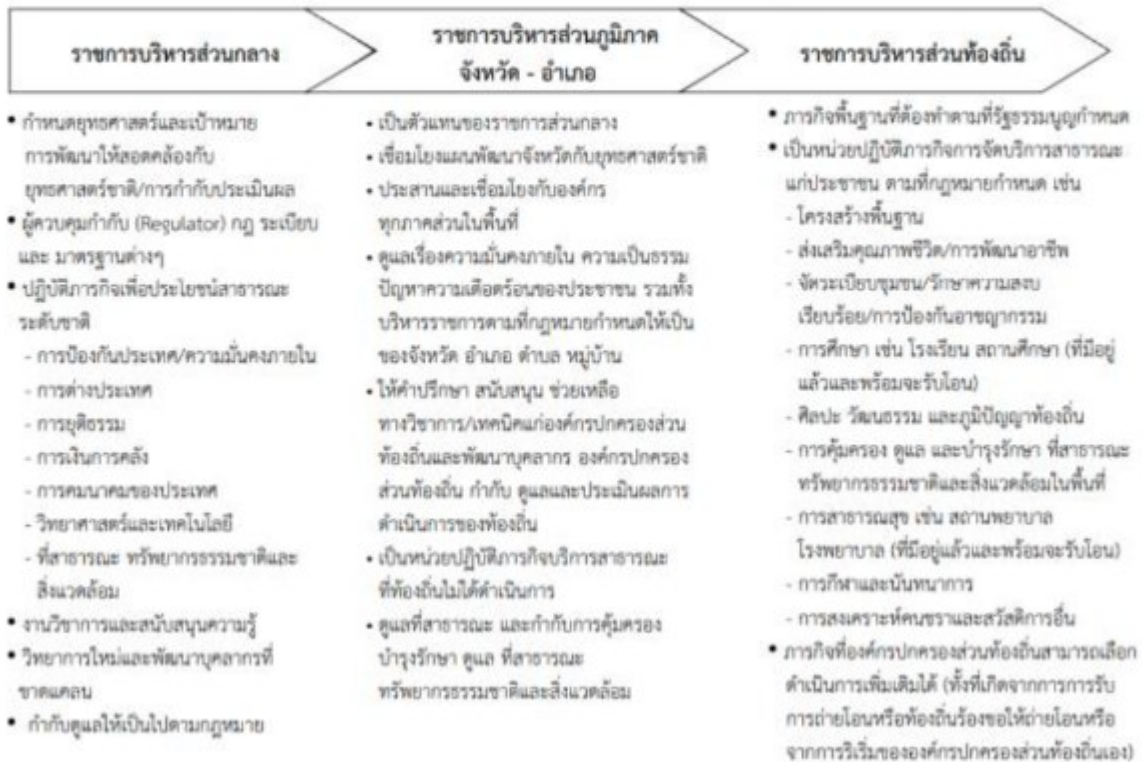 ราชการบริหารส่วนกลาง
ราชการบริหารส่วนภูมิภาค
จังหวัด - อำเภอ
ราชการบริหารส่วนท้องถิ่น
• กำหนดยุทธศาสตร์และเป้าหมาย
การพัฒนาให้สอดคล้องกับ
ยุทธศาสตร์ชาติ/การกำกับประเมินผล
• ผู้ควบคุมกำกับ (Regulator) กฎ ระเบียบ
และ มาตรฐานต่างๆ
• ปฏิบัติภารกิจเพื่อประโยชน์สาธารณะ
ระดับชาติ
- การป้องกันประเทศ/ความมั่นคงภายใน
- การต่างประเทศ
- การยุติธรรม
- การเงินการคลัง
- การคมนาคมของประเทศ
- วิทยาศาสตร์และเทคโนโลยี
- ที่สาธารณะ ทรัพยากรธรรมชาติและ
สิ่งแวดล้อม
• งานวิชาการและสนับสนุนความรู้
• วิทยาการใหม่และพัฒนาบุคลากรที่
ขาดแคลน
• กำกับดูแลให้เป็นไปตามกฎหมาย
• เป็นตัวแทนของราชการส่วนกลาง
• เชื่อมโยงแผนพัฒนาจังหวัดกับยุทธศาสตร์ชาติ
• ประสานและเชื่อมโยงกับองค์กร
ทุกภาคส่วนในพื้นที่
• ดูแลเรื่องความมั่นคงภายใน ความเป็นธรรม
ปัญหาความเดือดร้อนของประชาชน รวมทั้ง
บริหารราชการตามที่กฎหมายกำหนดให้เป็น
ของจังหวัด อำเภอ ตำบล หมู่บ้าน
• ให้คำปรึกษา สนับสนุน ช่วยเหลือ
ทางวิชาการ/เทคนิคแก่องค์กรปกครองส่วน
ท้องถิ่นและพัฒนาบุคลากร องค์กรปกครอง
ส่วนท้องถิ่น กำกับ ดูแลและประเมินผลการ
ดำเนินการของท้องถิ่น
• เป็นหน่วยปฏิบัติภารกิจบริการสาธารณะ
ที่ท้องถิ่นไม่ได้ดำเนินการ
• ดูแลที่สาธารณะ และกำกับการคุ้มครอง
บำรุงรักษา ดูแล ที่สาธารณะ
ทรัพยากรธรรมชาติและสิ่งแวดล้อม
• ภารกิจพื้นฐานที่ต้องทำตามที่รัฐธรรมนูญกำหนด
• เป็นหน่วยปฏิบัติภารกิจการจัดบริการสาธารณะ
แก่ประชาชน ตามที่กฎหมายกำหนด เช่น
- โครงสร้างพื้นฐาน
- ส่งเสริมคุณภาพชีวิต/การพัฒนาอาชีพ
- จัดระเบียบชุมชน/รักษาความสงบ
เรียบร้อย/การป้องกันอาชญากรรม
- การศึกษา เช่น โรงเรียน สถานศึกษา (ที่มีอยู่
แล้วและพร้อมจะรับโอน)
- ศิลปะ วัฒนธรรม และภูมิปัญญาท้องถิ่น
- การคุ้มครอง ดูแล และบำรุงรักษา ที่สาธารณะ
ทรัพยากรธรรมชาติและสิ่งแวดล้อมในพื้นที่
- การสาธารณสุข เช่น สถานพยาบาล
โรงพยาบาล (ที่มีอยู่แล้วและพร้อมจะรับโอน)
- การกีฬาและนันทนาการ
- การสงเคราะห์คนชราและสวัสดิการอื่น
• ภารกิจที่องค์กรปกครองส่วนท้องถิ่นสามารถเลือก
ดำเนินการเพิ่มเติมได้ (ทั้งที่เกิดจากการการรับ
การถ่ายโอนหรือท้องถิ่นร้องขอให้ถ่ายโอนหรือ
จากการริเริ่มขององค์กรปกครองส่วนท้องถิ่นเอง)